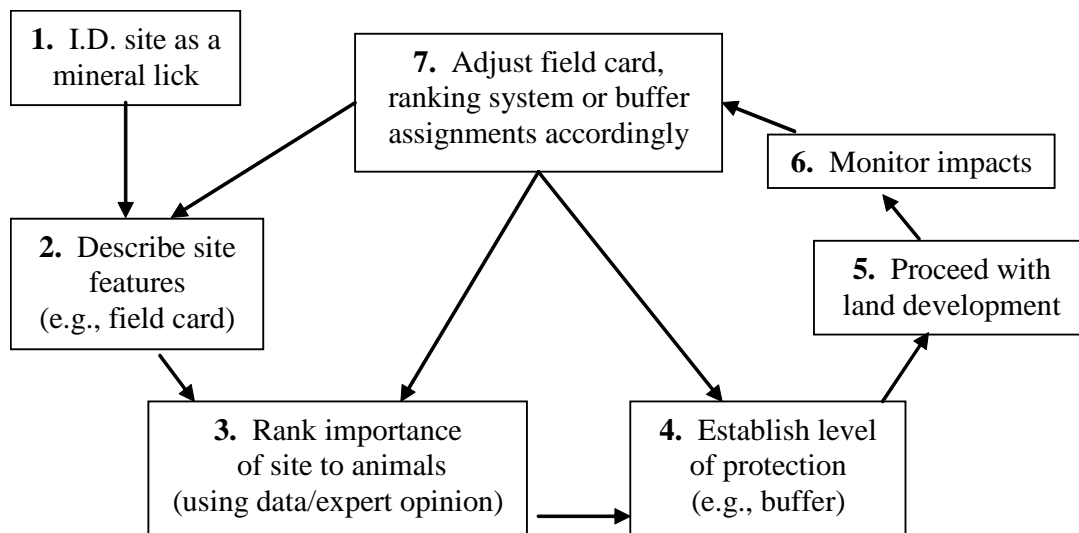 1. I.D. site as a
mineral lick
2. Describe site
features
(e.g., field card)
3. Rank importance
of site to animals
(using data/expert opinion)
4. Establish level
of protection
(e.g., buffer)
5. Proceed with
land development
6. Monitor impacts
7. Adjust field card,
ranking system or buffer
assignments accordingly